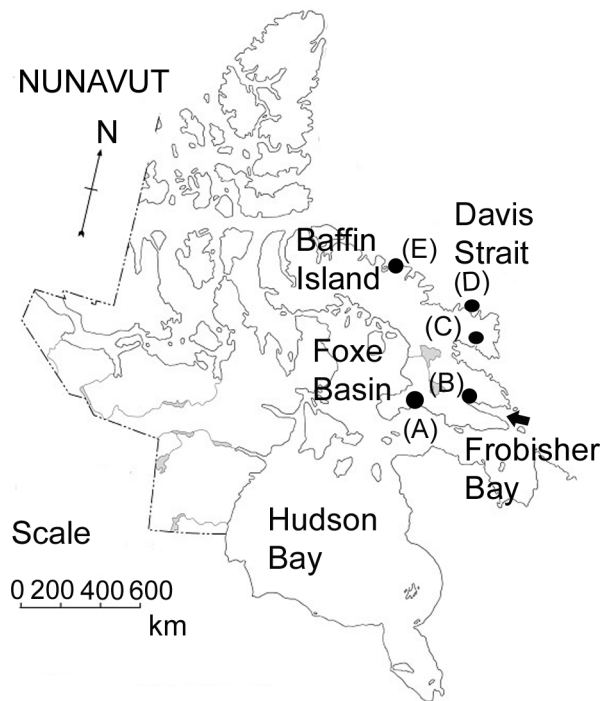 NUNAVUT
N
Davis
Strait
Baffin
Island
(E)
(D)
(C)
Foxe
Basin
(B)
(A)
Frobisher
Bay
Hudson
Bay
Scale
0 200 400 600
km